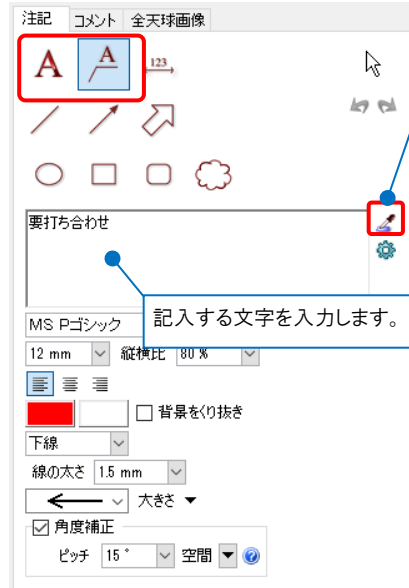 注記 コメント 全天球画像
A A 123
要打ち合わせ
記入する文字を入力します。
MS Pゴシック
12 mm 縦横比 80 %
背景をくり抜き
下線
線の太さ 1.5 mm
大きさ
角度補正
ピッチ 15 ° 空間 ?